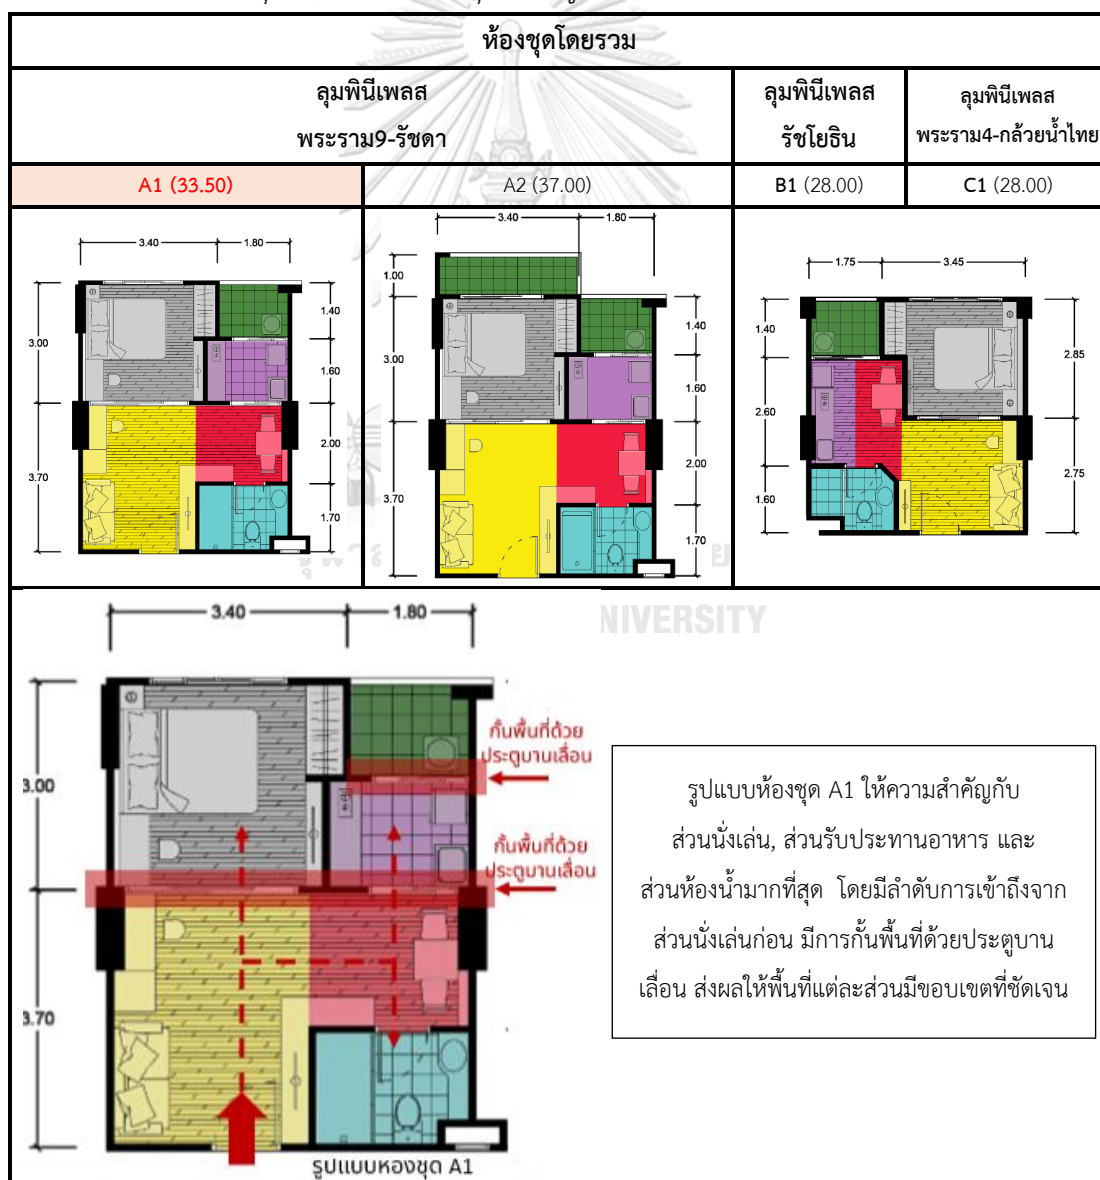 ห้องชุดโดยรวม
ลุมพินีเพลส
พระราม9-รัชดา
ลุมพินีเพลส
รัชโยธิน
ลุมพินีเพลส
พระราม4-กล้วยน้ำไทย
A1 (33.50)
A2 (37.00)
B1 (28.00)
C1 (28.00)
3.40
1.80
3.00
3.70
1.40
1.60
2.00
1.70
3.40
1.80
1.00
3.00
3.70
1.40
1.60
2.00
1.70
1.75
3.45
1.40
2.60
1.60
2.85
2.75
NIVERSITY
3.40
1.80
3.00
3.70
กั้นพื้นที่ด้วย
ประตูบานเลื่อน
กั้นพื้นที่ด้วย
ประตูบานเลื่อน
รูปแบบห้องชุด A1
รูปแบบห้องชุด A1 ให้ความสำคัญกับ
ส่วนนั่งเล่น, ส่วนรับประทานอาหาร และ
ส่วนห้องน้ำมากที่สุด โดยมีลำดับการเข้าถึงจาก
ส่วนนั่งเล่นก่อน มีการกั้นพื้นที่ด้วยประตูบาน
เลื่อน ส่งผลให้พื้นที่แต่ละส่วนมีขอบเขตที่ชัดเจน